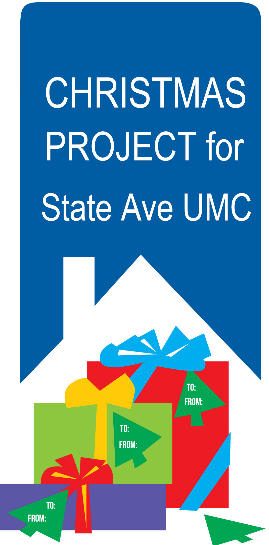 CHRISTMAS
PROJECT for
State Ave UMC
TO:
FROM:
TO:
FROM:
TO:
FROM: